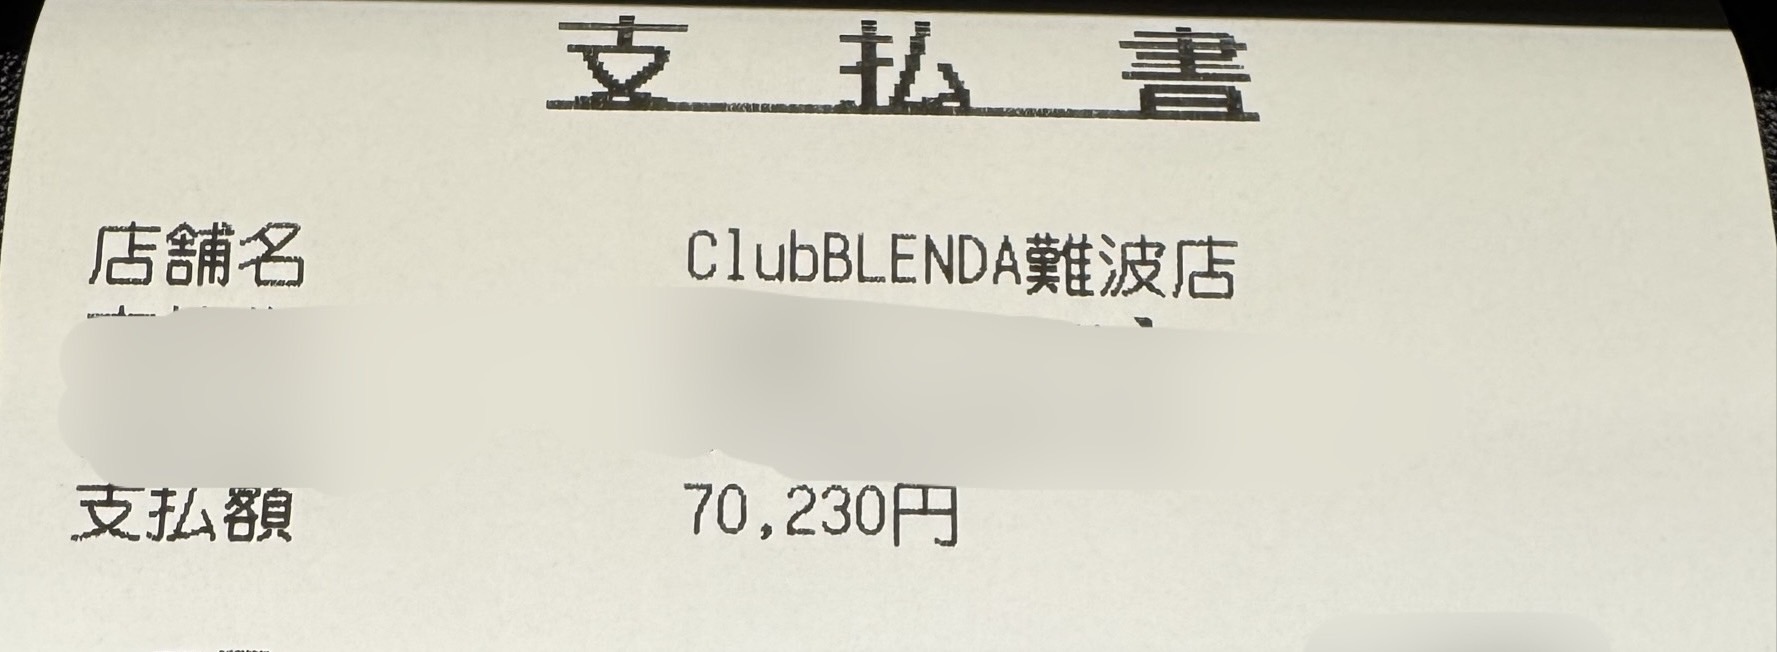 支払書
店舗名 ClubBLENDA難波店
支払額 70,230円